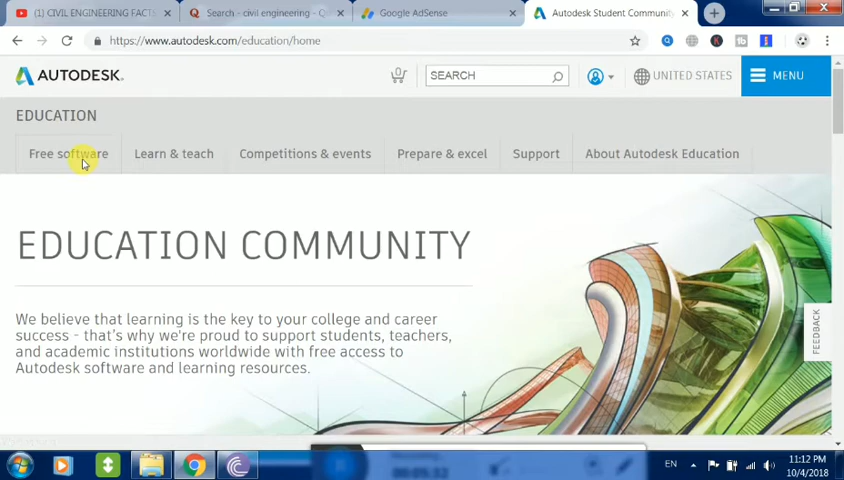 (1) CIVIL ENGINEERING FACTS
Search - civil engineering - Q
Google AdSense
Autodesk Student Community
https://www.autodesk.com/education/home
AUTODESK
0
SEARCH
UNITED STATES
MENU
EDUCATION
Free software
Learn & teach
Competitions & events
Prepare & excel
Support
About Autodesk Education
EDUCATION COMMUNITY
We believe that learning is the key to your college and career
success - that's why we're proud to support students, teachers,
and academic institutions worldwide with free access to
Autodesk software and learning resources.
FEEDBACK
EN
11:12 PM
10/4/2018